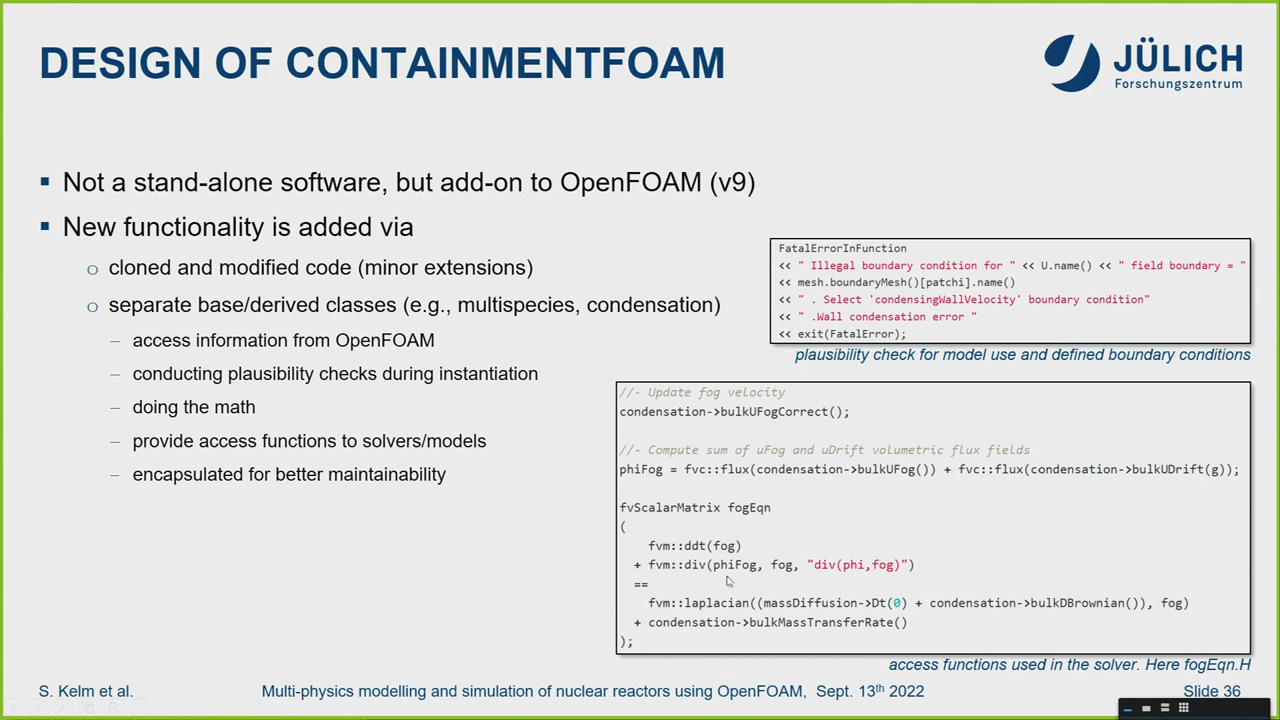 DESIGN OF CONTAINMENTFOAM
JÜLICH
Forschungszentrum
▪ Not a stand-alone software, but add-on to OpenFOAM (v9)
▪ New functionality is added via
o cloned and modified code (minor extensions)
o separate base/derived classes (e.g., multispecies, condensation)
– access information from OpenFOAM
– conducting plausibility checks during instantiation
– doing the math
– provide access functions to solvers/models
– encapsulated for better maintainability
FatalErrorInFunction
<< " Illegal boundary condition for " << U.name() << " field boundary = "
<< mesh.boundaryMesh()[patchi].name()
<< " . Select 'condensingWallVelocity' boundary condition"
<< " .Wall condensation error "
<< exit(FatalError);
plausibility check for model use and defined boundary conditions
//- Update fog velocity
condensation->bulkUFogCorrect();
//- Compute sum of uFog and uDrift volumetric flux fields
phiFog = fvc::flux(condensation->bulkUFog()) + fvc::flux(condensation->bulkUDrift(g));
fvScalarMatrix fogEqn
(
fvm::ddt(fog)
+ fvm::div(phiFog, fog, "div(phi,fog)")
==
fvm::laplacian((massDiffusion->Dt(0) + condensation->bulkDBrownian()), fog)
+ condensation->bulkMassTransferRate()
);
access functions used in the solver. Here fogEqn.H
S. Kelm et al.
Multi-physics modelling and simulation of nuclear reactors using OpenFOAM, Sept. 13th 2022
Slide 36